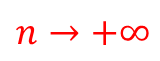 n → +∞